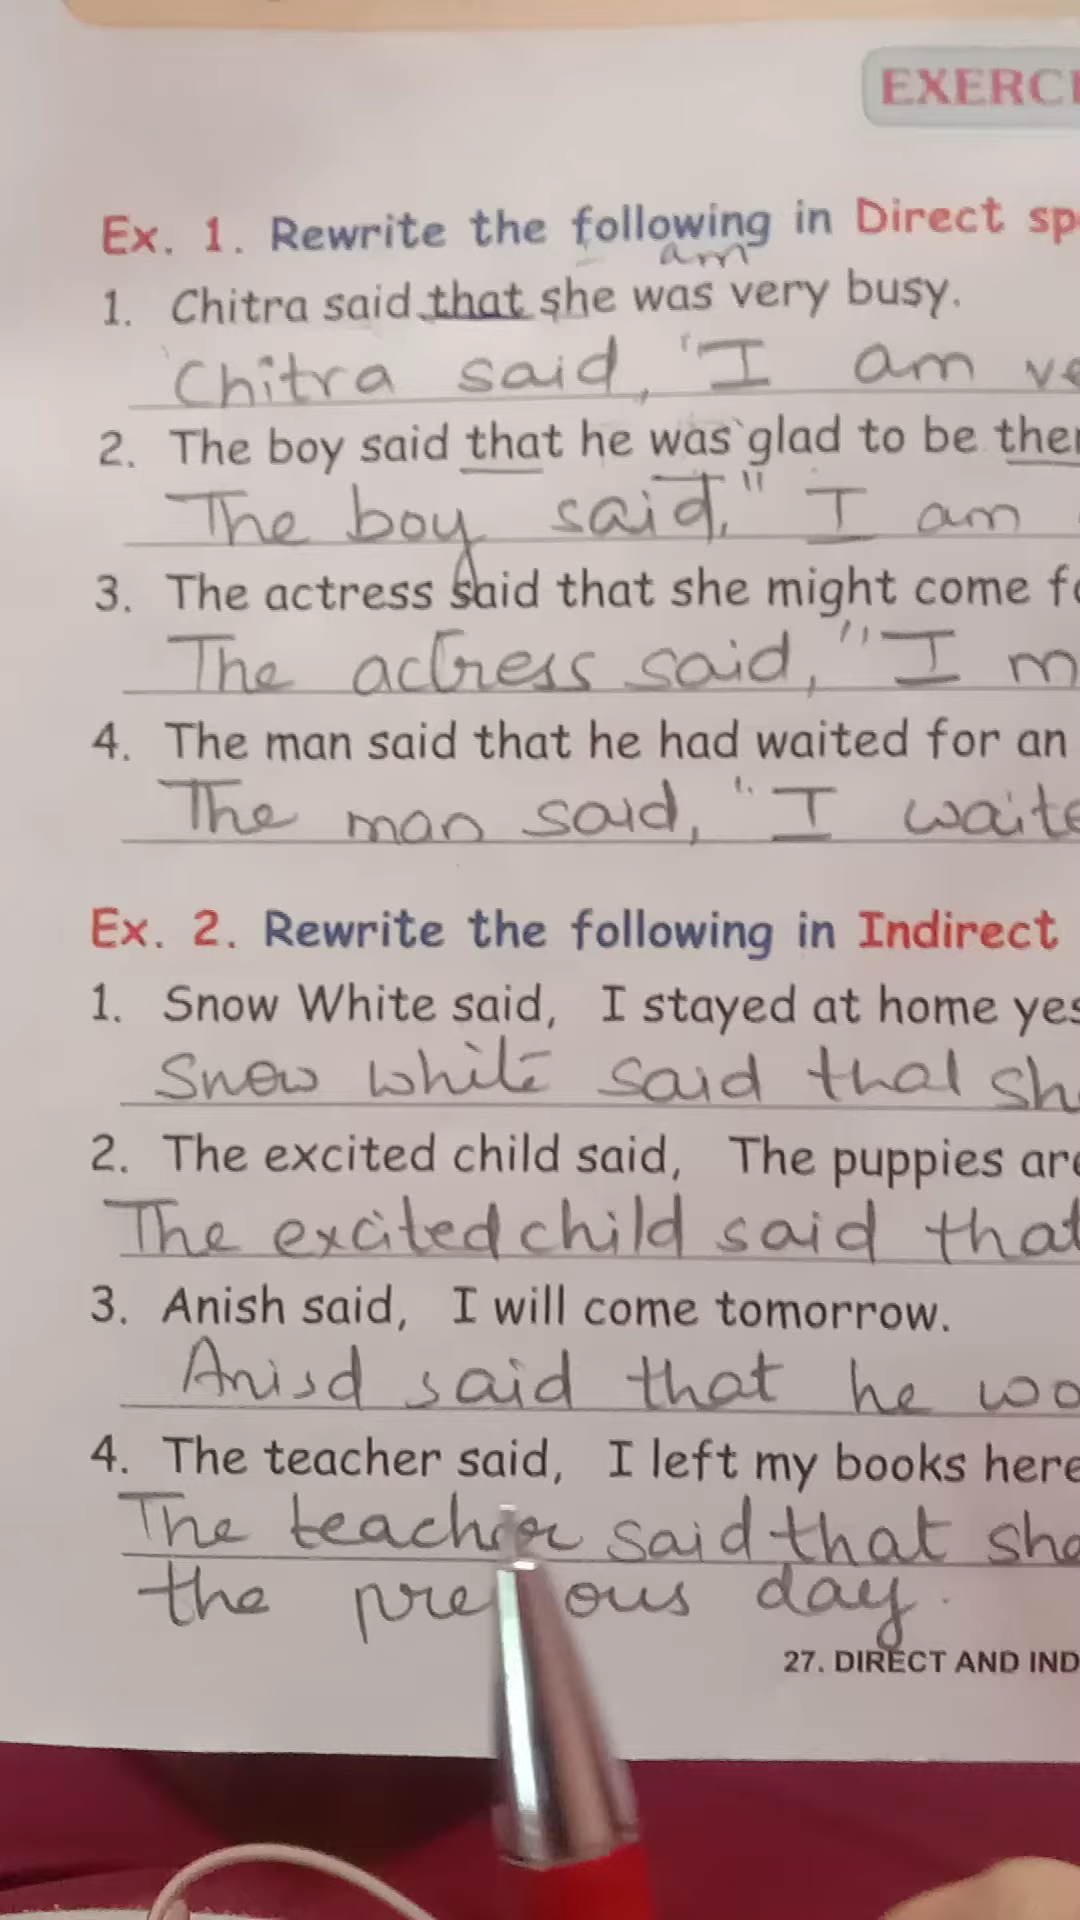 EXERCI
Ex. 1. Rewrite the following in Direct sp
am
1. Chitra said that she was very busy.
Chitra said, "I am ve
2. The boy said that he was glad to be ther
The boy said, " I am
3. The actress said that she might come fo
The actress said, "I m
4. The man said that he had waited for an
The man said, "I waite
Ex. 2. Rewrite the following in Indirect
1. Snow White said, I stayed at home yes
Snow white said that sh
2. The excited child said, The puppies are
The excited child said that
3. Anish said, I will come tomorrow.
Anisd said that he wo
4. The teacher said, I left my books here
The teacher said that she
the day.
27. DIRECT AND IND